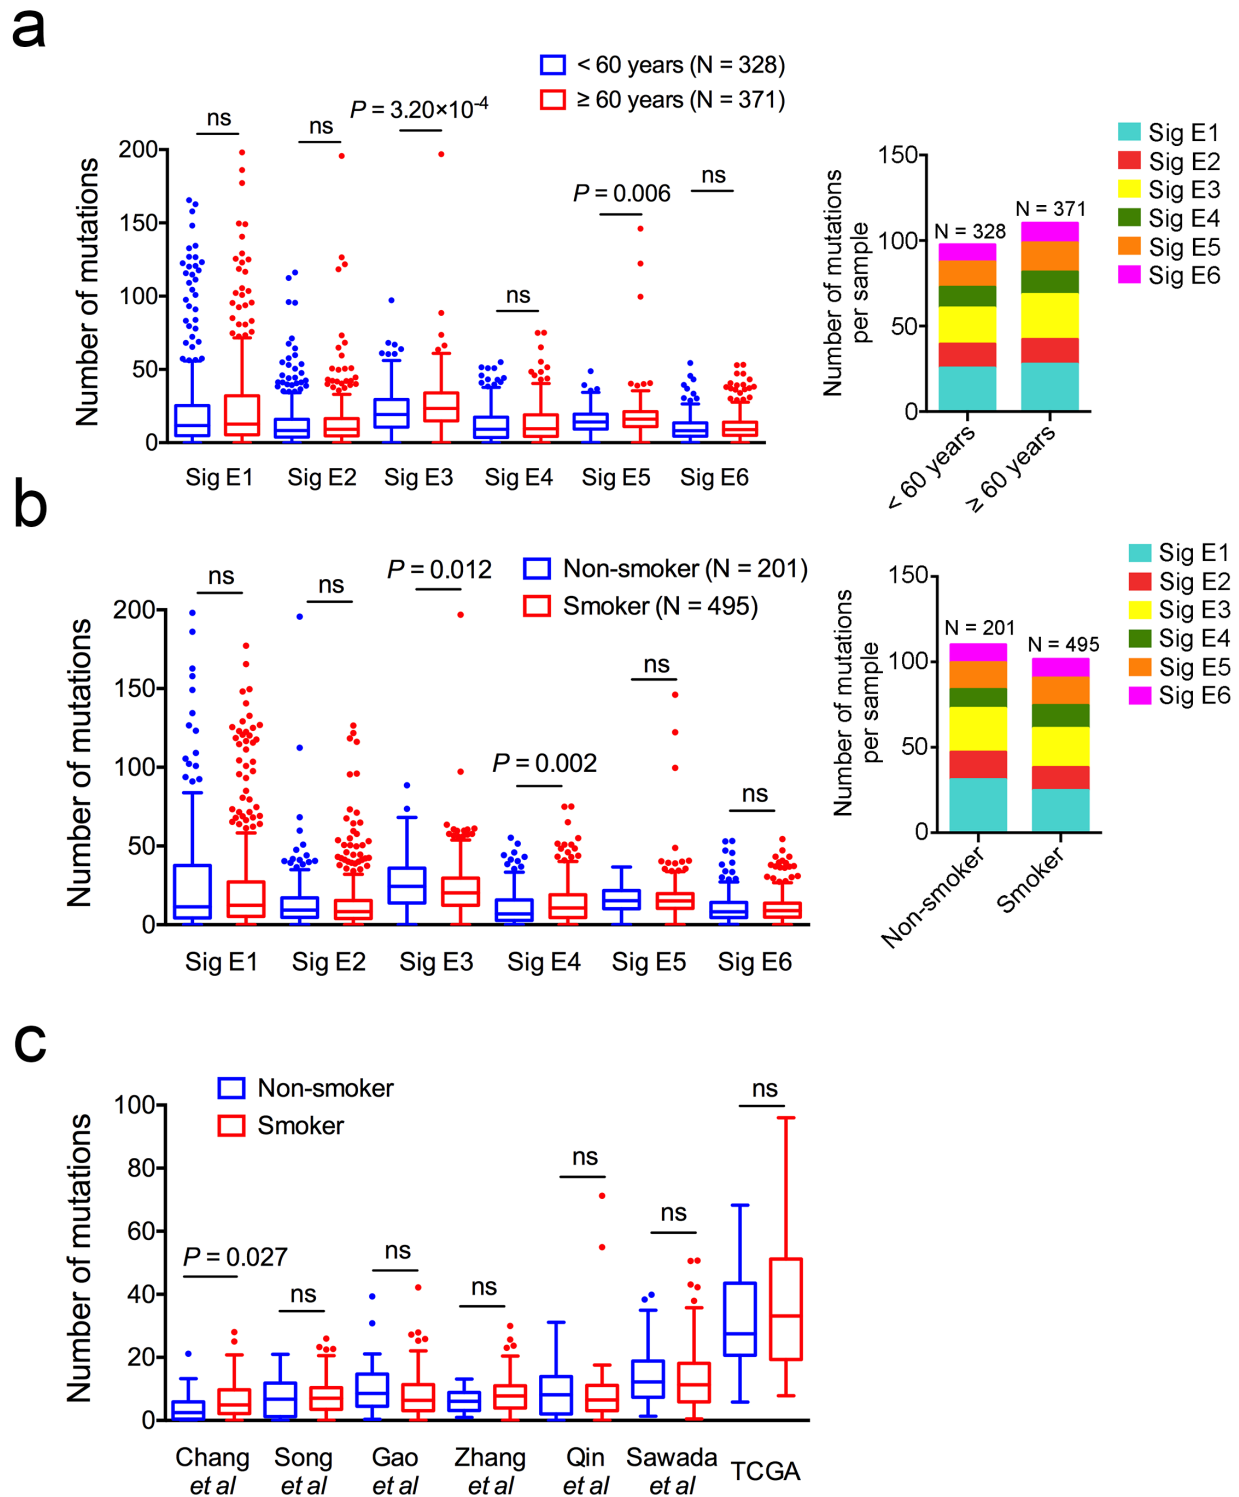 a
< 60 years (N = 328)
≥ 60 years (N = 371)
ns
ns
P = 3.20×10-4
ns
P = 0.006
ns
Number of mutations
200
150
100
50
0
Sig E1
Sig E2
Sig E3
Sig E4
Sig E5
Sig E6
Number of mutations
per sample
150
100
50
0
N = 328
N = 371
< 60 years
≥ 60 years
Sig E1
Sig E2
Sig E3
Sig E4
Sig E5
Sig E6
b
Non-smoker (N = 201)
Smoker (N = 495)
ns
ns
P = 0.012
P = 0.002
ns
ns
Number of mutations
200
150
100
50
0
Sig E1
Sig E2
Sig E3
Sig E4
Sig E5
Sig E6
Number of mutations
per sample
150
100
50
0
N = 201
N = 495
Non-smoker
Smoker
Sig E1
Sig E2
Sig E3
Sig E4
Sig E5
Sig E6
c
Non-smoker
Smoker
Number of mutations
100
80
60
40
20
0
P = 0.027
ns
ns
ns
ns
ns
ns
Chang
et al
Song
et al
Gao
et al
Zhang
et al
Qin
et al
Sawada
et al
TCGA